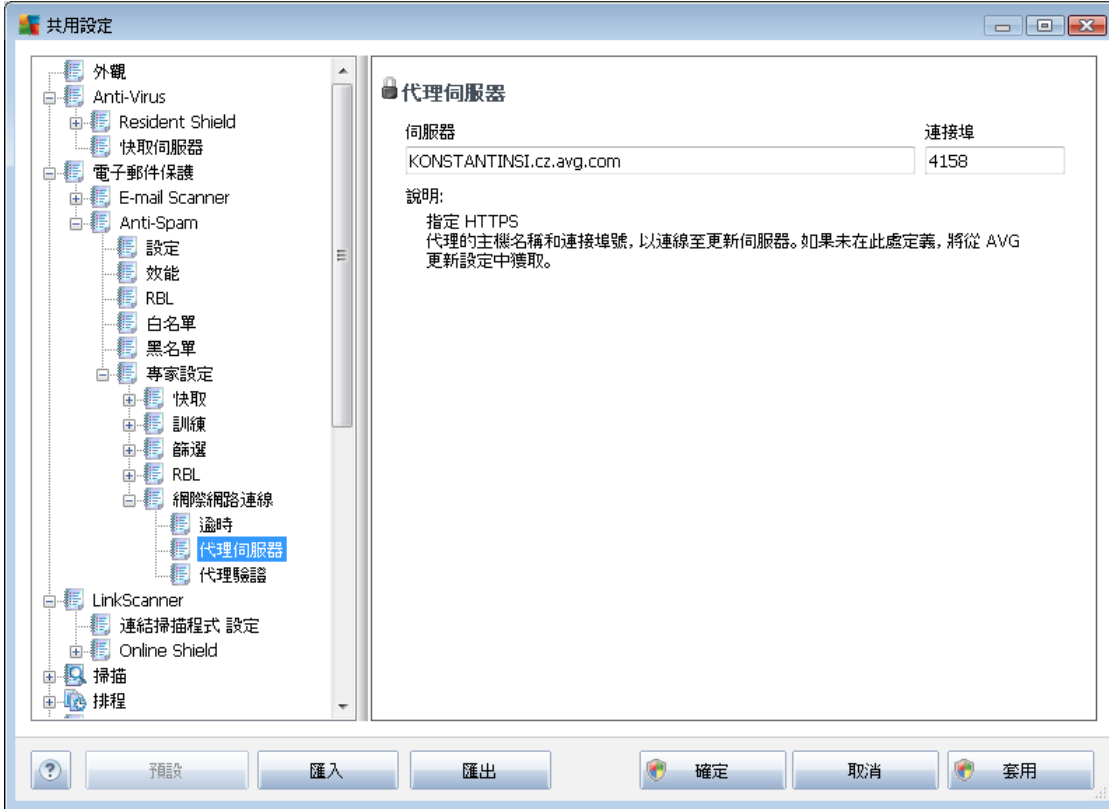 共用設定
外觀
Anti-Virus
Resident Shield
快取伺服器
電子郵件保護
E-mail Scanner
Anti-Spam
設定
效能
RBL
白名單
黑名單
專家設定
快取
訓練
篩選
RBL
網際網路連線
逾時
代理伺服器
代理驗證
LinkScanner
連結掃描程式 設定
Online Shield
掃描
排程
代理伺服器
伺服器 連接埠
KONSTANTINSI.cz.avg.com 4158
說明:
指定 HTTPS
代理的主機名稱和連接埠號, 以連線至更新伺服器。如果未在此處定義, 將從 AVG
更新設定中獲取。
? 預設 匯入 匯出 確定 取消 套用